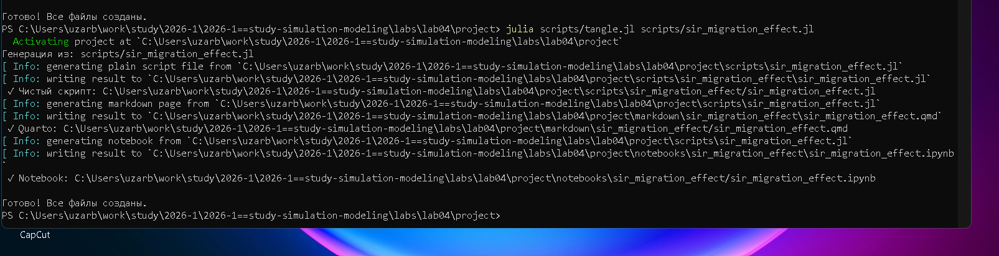 Готово! Все файлы созданы.
PS C:\Users\uzarb\work\study\2026-1\2026-1==study-simulation-modeling\labs\lab04\project> julia scripts/tangle.jl scripts/sir_migration_effect.jl
Activating project at `C:\Users\uzarb\work\study\2026-1\2026-1==study-simulation-modeling\labs\lab04\project`
Генерация из: scripts/sir_migration_effect.jl
[ Info: generating plain script file from `C:\Users\uzarb\work\study\2026-1\2026-1==study-simulation-modeling\labs\lab04\project\scripts\sir_migration_effect.jl`
[ Info: writing result to `C:\Users\uzarb\work\study\2026-1\2026-1==study-simulation-modeling\labs\lab04\project\scripts\sir_migration_effect\sir_migration_effect.jl`
✓ Чистый скрипт: C:\Users\uzarb\work\study\2026-1\2026-1==study-simulation-modeling\labs\lab04\project\scripts\sir_migration_effect/sir_migration_effect.jl
[ Info: generating markdown page from `C:\Users\uzarb\work\study\2026-1\2026-1==study-simulation-modeling\labs\lab04\project\scripts\sir_migration_effect.jl`
[ Info: writing result to `C:\Users\uzarb\work\study\2026-1\2026-1==study-simulation-modeling\labs\lab04\project\markdown\sir_migration_effect\sir_migration_effect.qmd`
✓ Quarto: C:\Users\uzarb\work\study\2026-1\2026-1==study-simulation-modeling\labs\lab04\project\markdown\sir_migration_effect/sir_migration_effect.qmd
[ Info: generating notebook from `C:\Users\uzarb\work\study\2026-1\2026-1==study-simulation-modeling\labs\lab04\project\scripts\sir_migration_effect.jl`
[ Info: writing result to `C:\Users\uzarb\work\study\2026-1\2026-1==study-simulation-modeling\labs\lab04\project\notebooks\sir_migration_effect\sir_migration_effect.ipynb
`
✓ Notebook: C:\Users\uzarb\work\study\2026-1\2026-1==study-simulation-modeling\labs\lab04\project\notebooks\sir_migration_effect/sir_migration_effect.ipynb
Готово! Все файлы созданы.
PS C:\Users\uzarb\work\study\2026-1\2026-1==study-simulation-modeling\labs\lab04\project>
CapCut